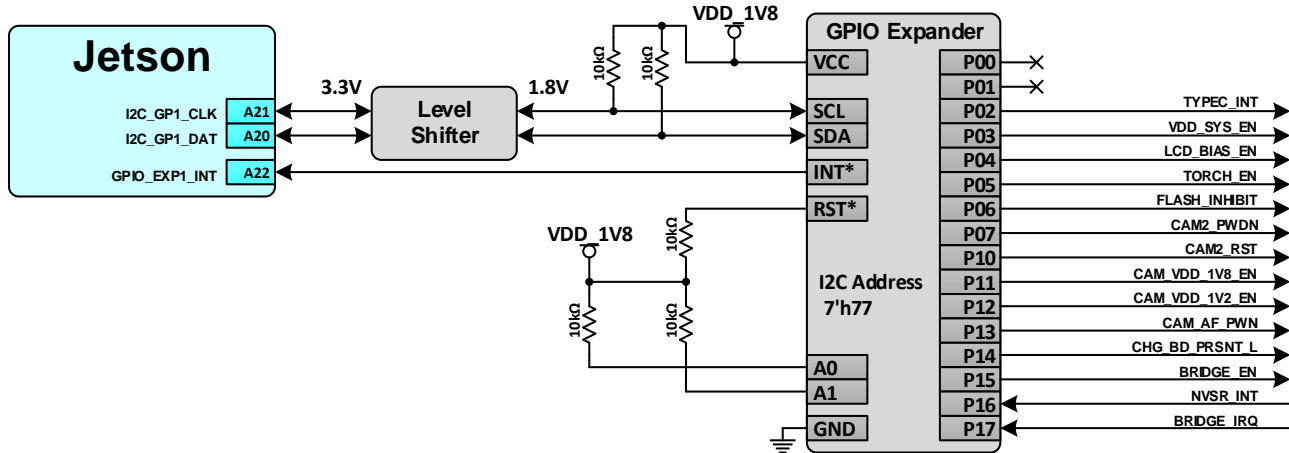 Jetson
I2C_GP1_CLK A21
I2C_GP1_DAT A20
GPIO_EXP1_INT A22
3.3V
Level
Shifter
1.8V
10kΩ
10kΩ
VDD_1V8
VDD_1V8
10kΩ
10kΩ
10kΩ
GPIO Expander
VCC
SCL
SDA
INT*
RST*
I2C Address
7'h77
A0
A1
GND
P00
P01
P02 TYPEC_INT
P03 VDD_SYS_EN
P04 LCD_BIAS_EN
P05 TORCH_EN
P06 FLASH_INHIBIT
P07 CAM2_PWDN
P10 CAM2_RST
P11 CAM_VDD_1V8_EN
P12 CAM_VDD_1V2_EN
P13 CAM_AF_PWN
P14 CHG_BD_PRSNT_L
P15 BRIDGE_EN
P16 NVSR_INT
P17 BRIDGE_IRQ